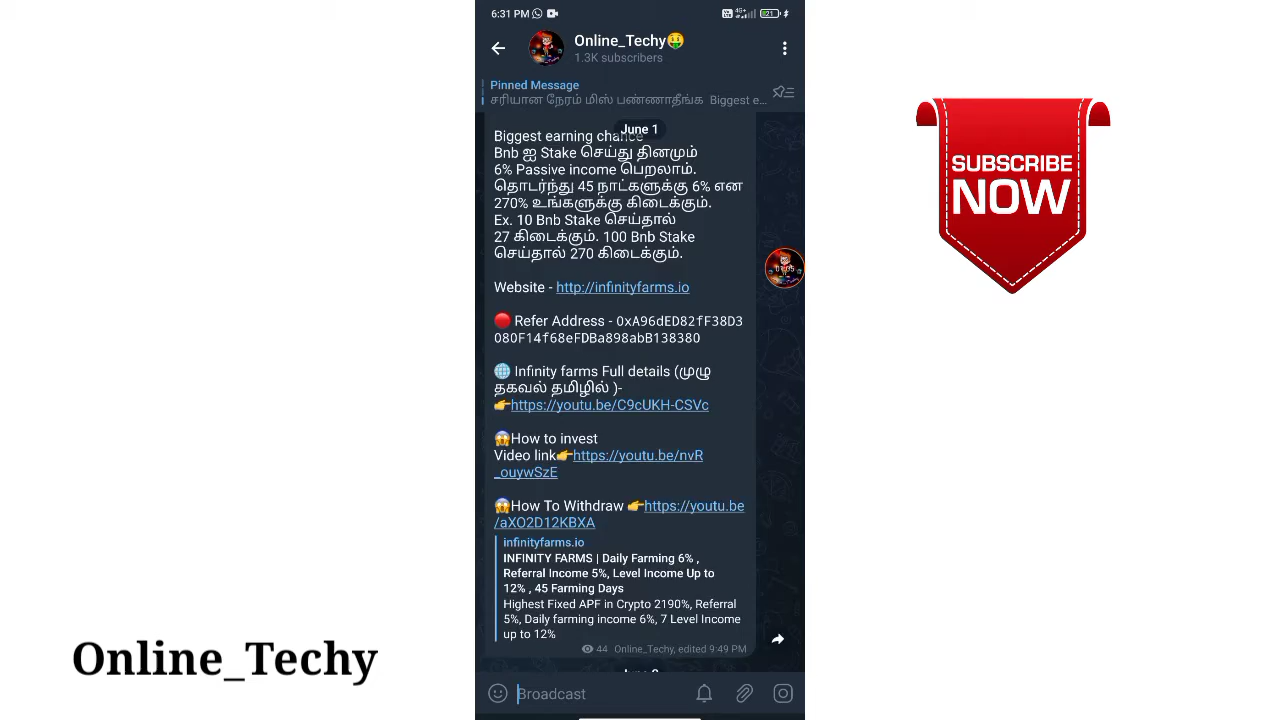 6:31 PM
4G+
21
Online_Techy🤑
1.3K subscribers
Pinned Message
சரியான நேரம் மிஸ் பண்ணாதீங்க Biggest e...
June 1
Biggest earning chance
Bnb ஐ Stake செய்து தினமும்
6% Passive income பெறலாம்.
தொடர்ந்து 45 நாட்களுக்கு 6% என
270% உங்களுக்கு கிடைக்கும்.
Ex. 10 Bnb Stake செய்தால்
27 கிடைக்கும். 100 Bnb Stake
செய்தால் 270 கிடைக்கும்.
Website - http://infinityfarms.io
🔴 Refer Address - 0xA96dED82fF38D3
080F14f68eFDBa898abB138380
🌐 Infinity farms Full details (முழு
தகவல் தமிழில் )-
👉https://youtu.be/C9cUKH-CSVc
😱How to invest
Video link👉https://youtu.be/nvR
_ouywSzE
😱How To Withdraw 👉https://youtu.be
/aXO2D12KBXA
infinityfarms.io
INFINITY FARMS | Daily Farming 6% ,
Referral Income 5%, Level Income Up to
12% , 45 Farming Days
Highest Fixed APF in Crypto 2190%, Referral
5%, Daily farming income 6%, 7 Level Income
up to 12%
44 Online_Techy, edited 9:49 PM
Broadcast
SUBSCRIBE
NOW
Online_Techy